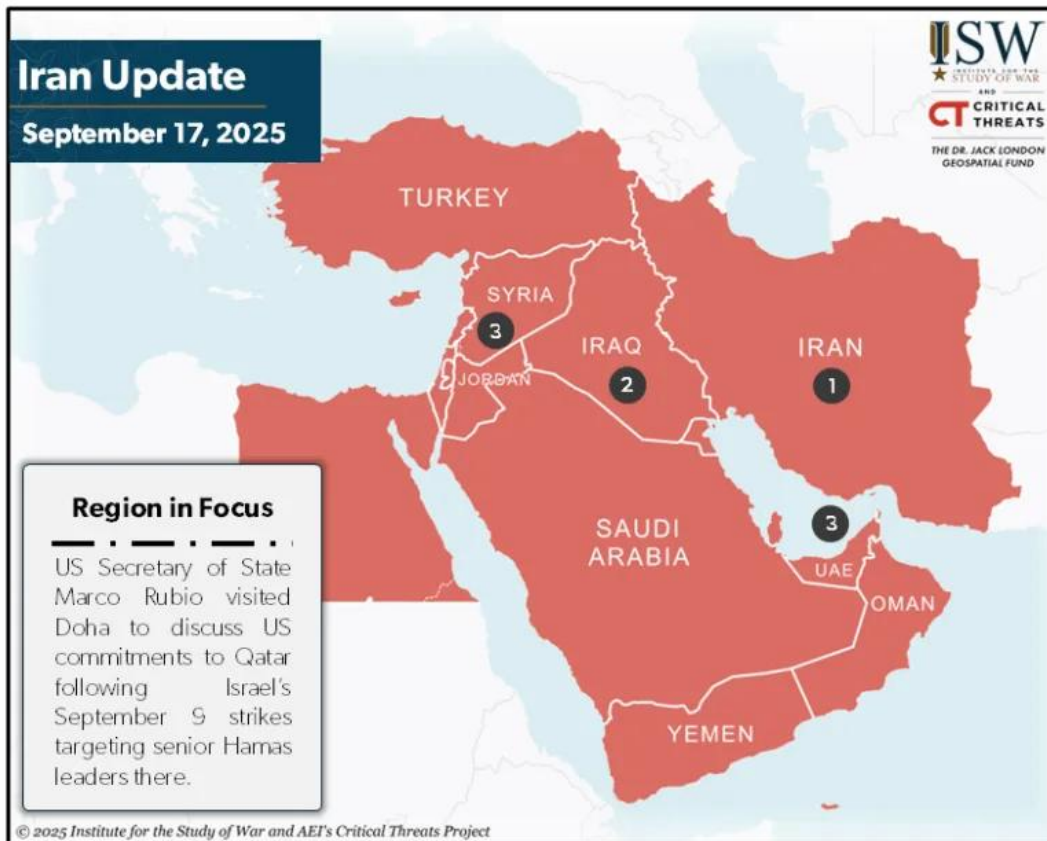 Iran Update
September 17, 2025
ISW
INSTITUTE FOR THE
STUDY OF WAR
AND
CT CRITICAL
THREATS
THE DR. JACK LONDON
GEOSPATIAL FUND
TURKEY
SYRIA
3
IRAQ
2
IRAN
1
JORDAN
SAUDI
ARABIA
3
UAE
OMAN
YEMEN
Region in Focus
US Secretary of State
Marco Rubio visited
Doha to discuss US
commitments to Qatar
following Israel's
September 9 strikes
targeting senior Hamas
leaders there.
© 2025 Institute for the Study of War and AEI's Critical Threats Project